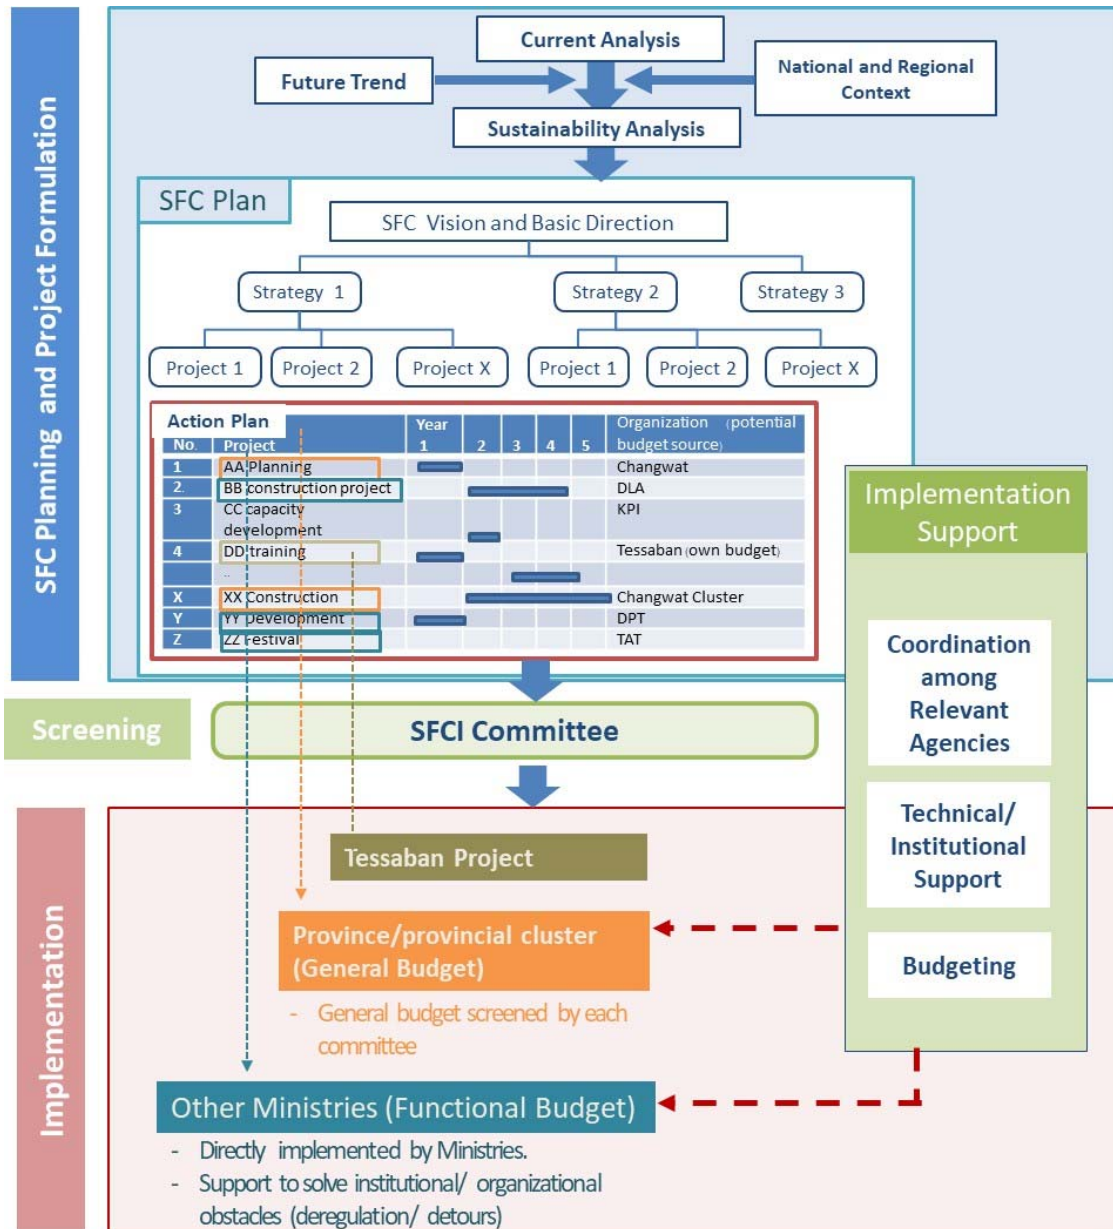 SFC Planning and Project Formulation
Current Analysis
Future Trend
National and Regional
Context
Sustainability Analysis
SFC Plan
SFC Vision and Basic Direction
Strategy 1
Strategy 2
Strategy 3
Project 1
Project 2
Project X
Project 1
Project 2
Project X
Action Plan
No. Project Year 1 2 3 4 5 Organization (potential budget source)
1 AA Planning Changwat
2. BB construction project DLA
3 CC capacity development KPI
4 DD training Tessaban (own budget)
..
X XX Construction Changwat Cluster
Y YY Development DPT
Z ZZ Festival TAT
Implementation
Support
Coordination
among
Relevant
Agencies
Technical/
Institutional
Support
Budgeting
Screening
SFCI Committee
Implementation
Tessaban Project
Province/provincial cluster
(General Budget)
- General budget screened by each
committee
Other Ministries (Functional Budget)
- Directly implemented by Ministries.
- Support to solve institutional/ organizational
obstacles (deregulation/ detours)